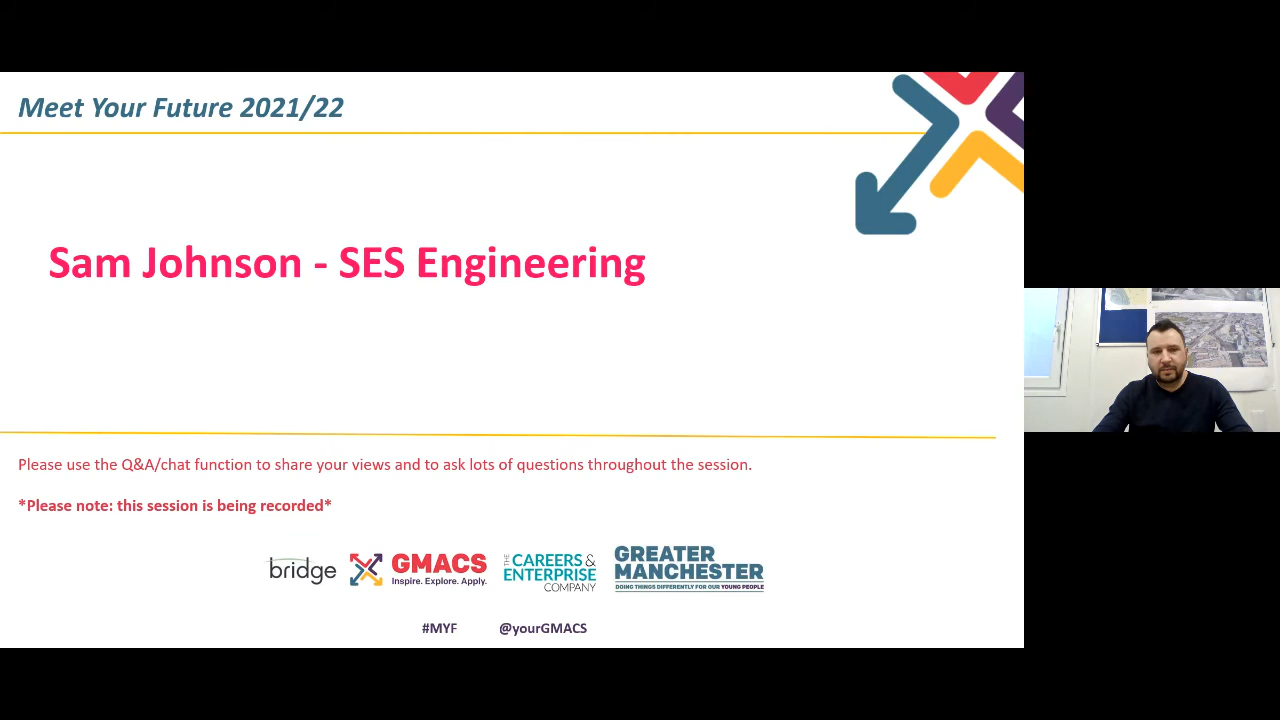 Meet Your Future 2021/22
Sam Johnson - SES Engineering
Please use the Q&A/chat function to share your views and to ask lots of questions throughout the session.
*Please note: this session is being recorded*
bridge
GMACS
Inspire. Explore. Apply.
THE CAREERS &
ENTERPRISE
COMPANY
GREATER
MANCHESTER
DOING THINGS DIFFERENTLY FOR OUR YOUNG PEOPLE
#MYF @yourGMACS